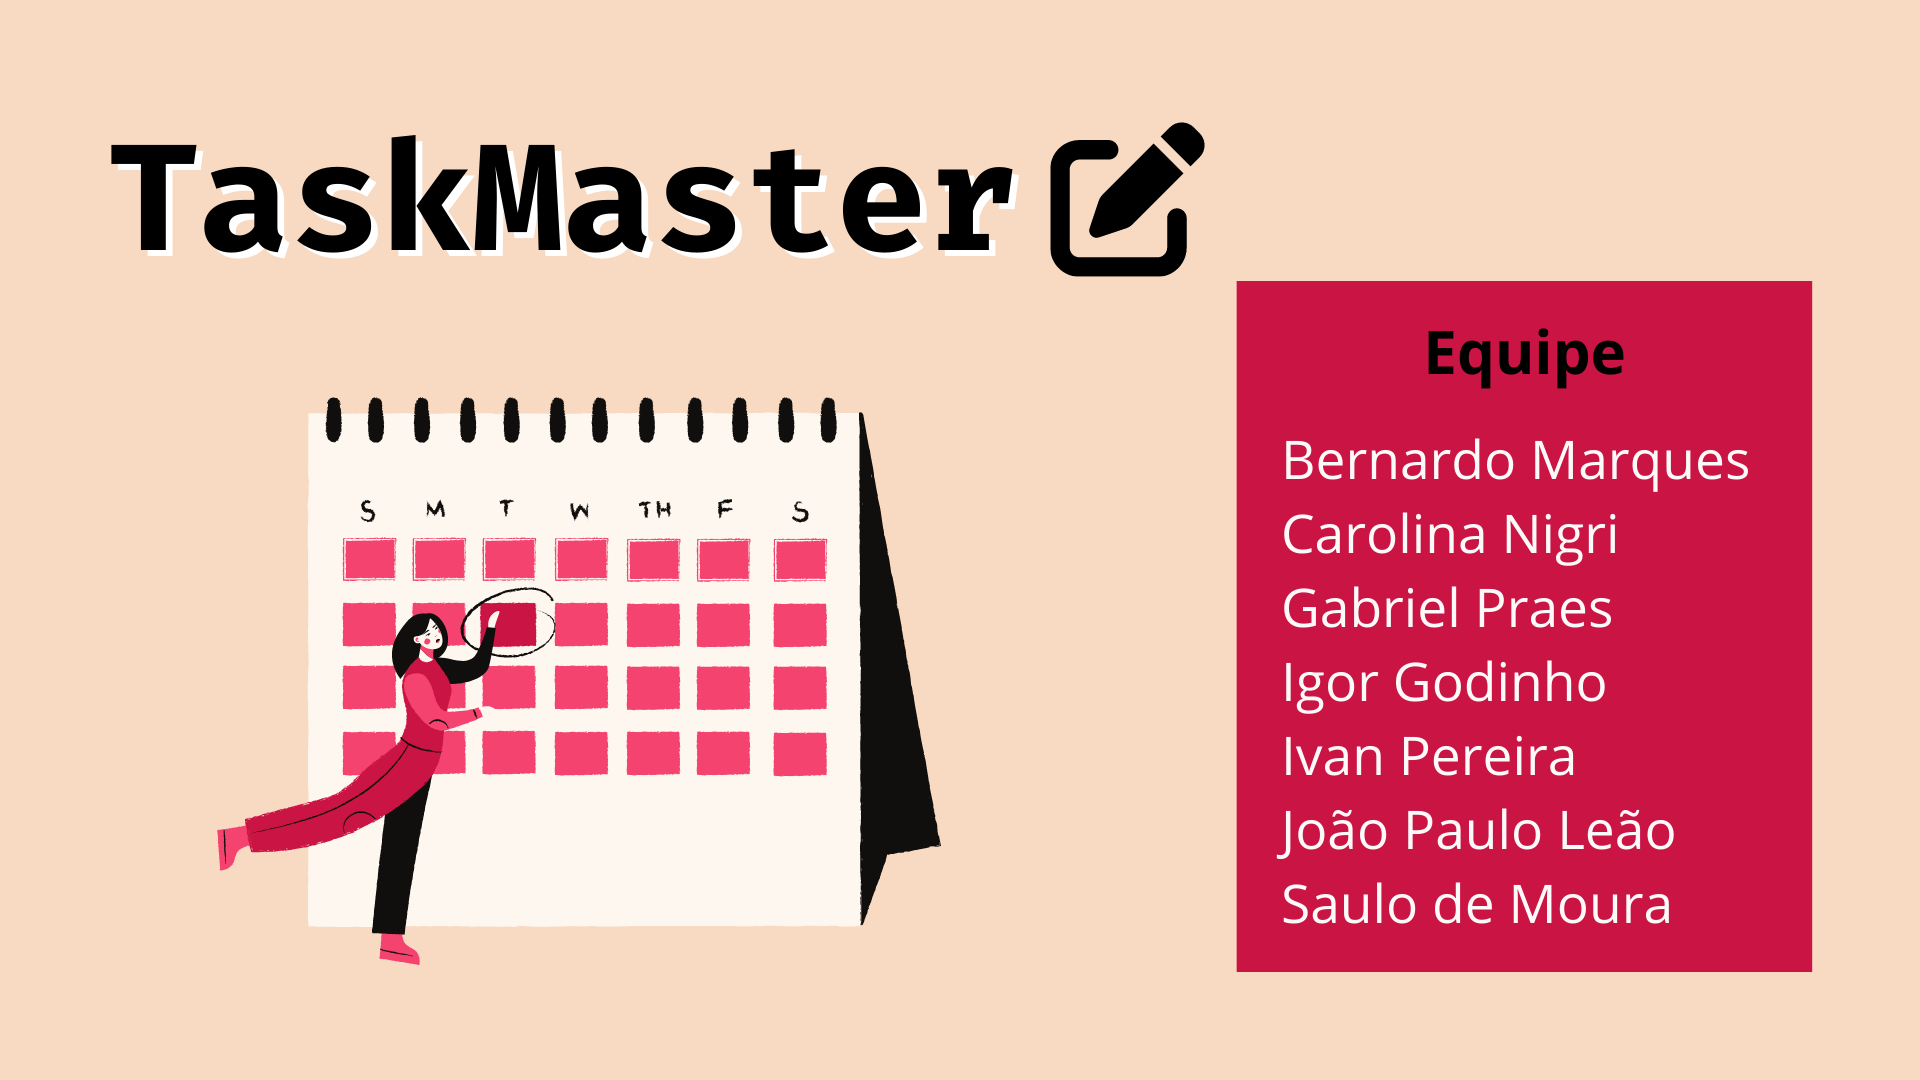 TaskMaster
S M T W TH F S
Equipe
Bernardo Marques
Carolina Nigri
Gabriel Praes
Igor Godinho
Ivan Pereira
João Paulo Leão
Saulo de Moura